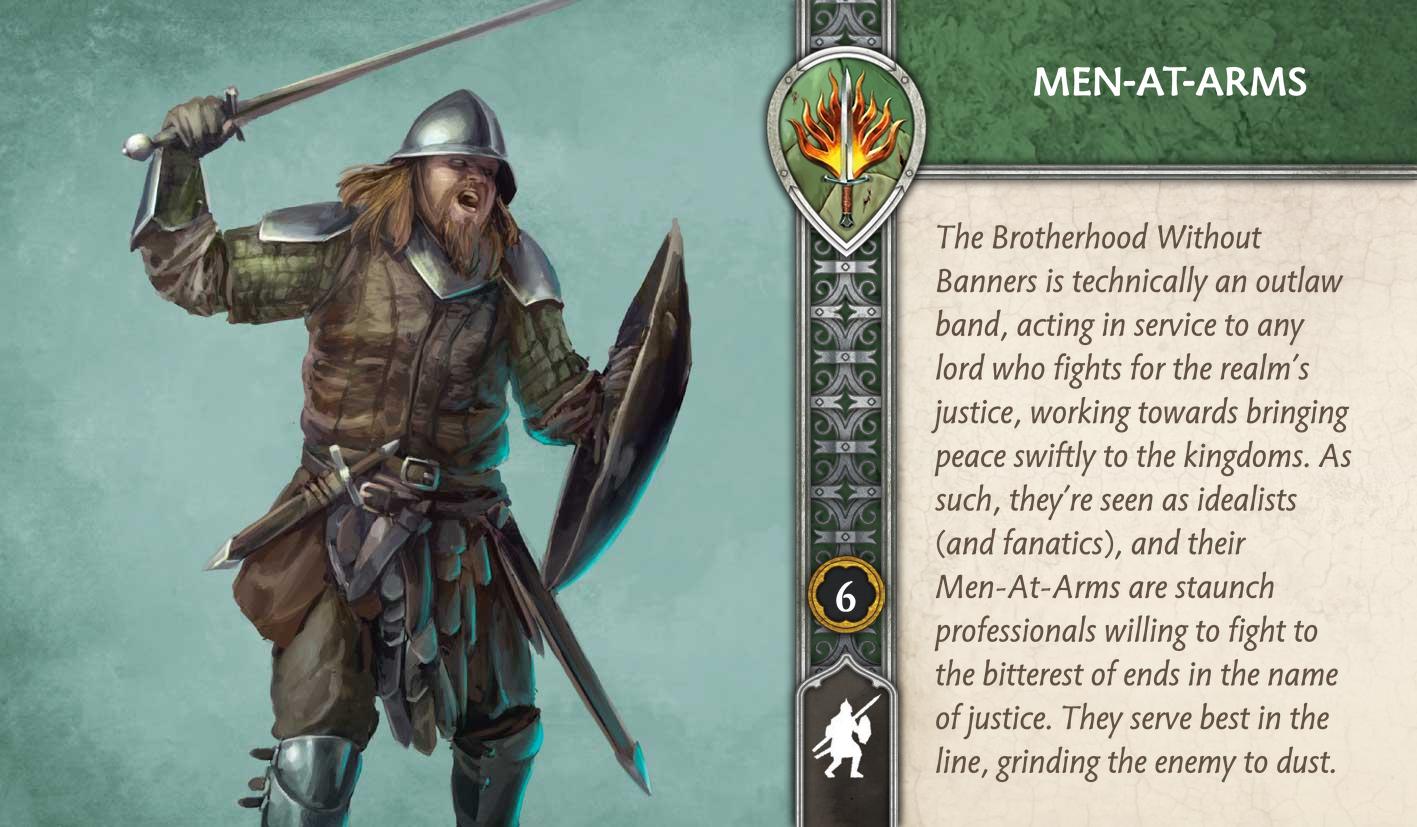 MEN-AT-ARMS
The Brotherhood Without
Banners is technically an outlaw
band, acting in service to any
lord who fights for the realm's
justice, working towards bringing
peace swiftly to the kingdoms. As
such, they're seen as idealists
(and fanatics), and their
Men-At-Arms are staunch
professionals willing to fight to
the bitterest of ends in the name
of justice. They serve best in the
line, grinding the enemy to dust.
6